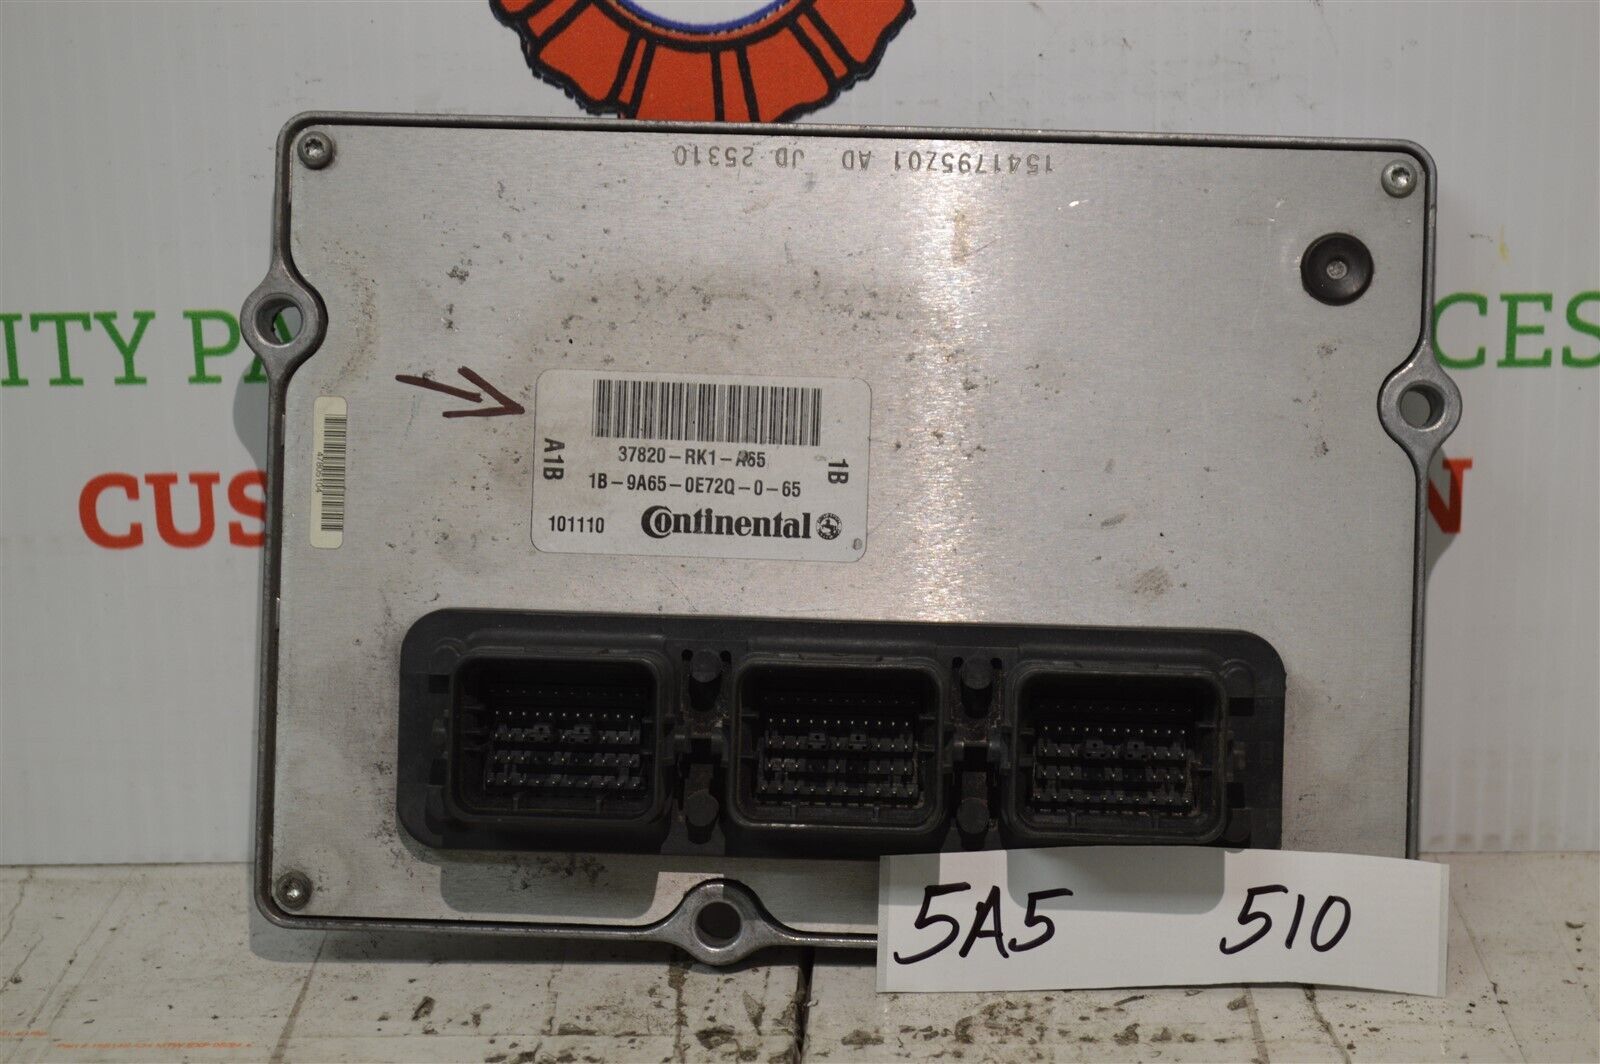 1541795Z01 AD JD 25310
ITY PA CES
37820-RK1-A65
A1B
1B
1B-9A65-0E72Q-0-65
101110 Continental
47805104
CUS N
5A5 510